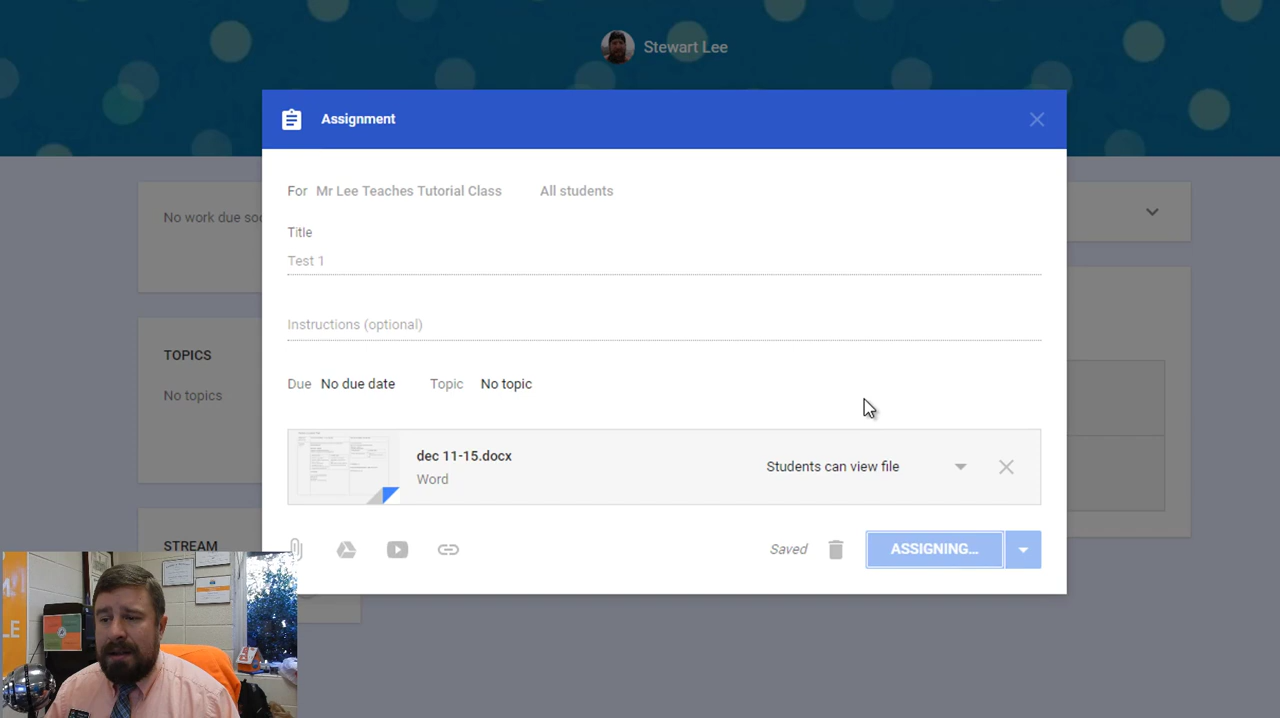 Stewart Lee
Assignment
For Mr Lee Teaches Tutorial Class All students
No work due soo
Title
Test 1
Instructions (optional)
TOPICS
No topics
Due No due date Topic No topic
dec 11-15.docx
Word
Students can view file
STREAM
Saved
ASSIGNING...
LE